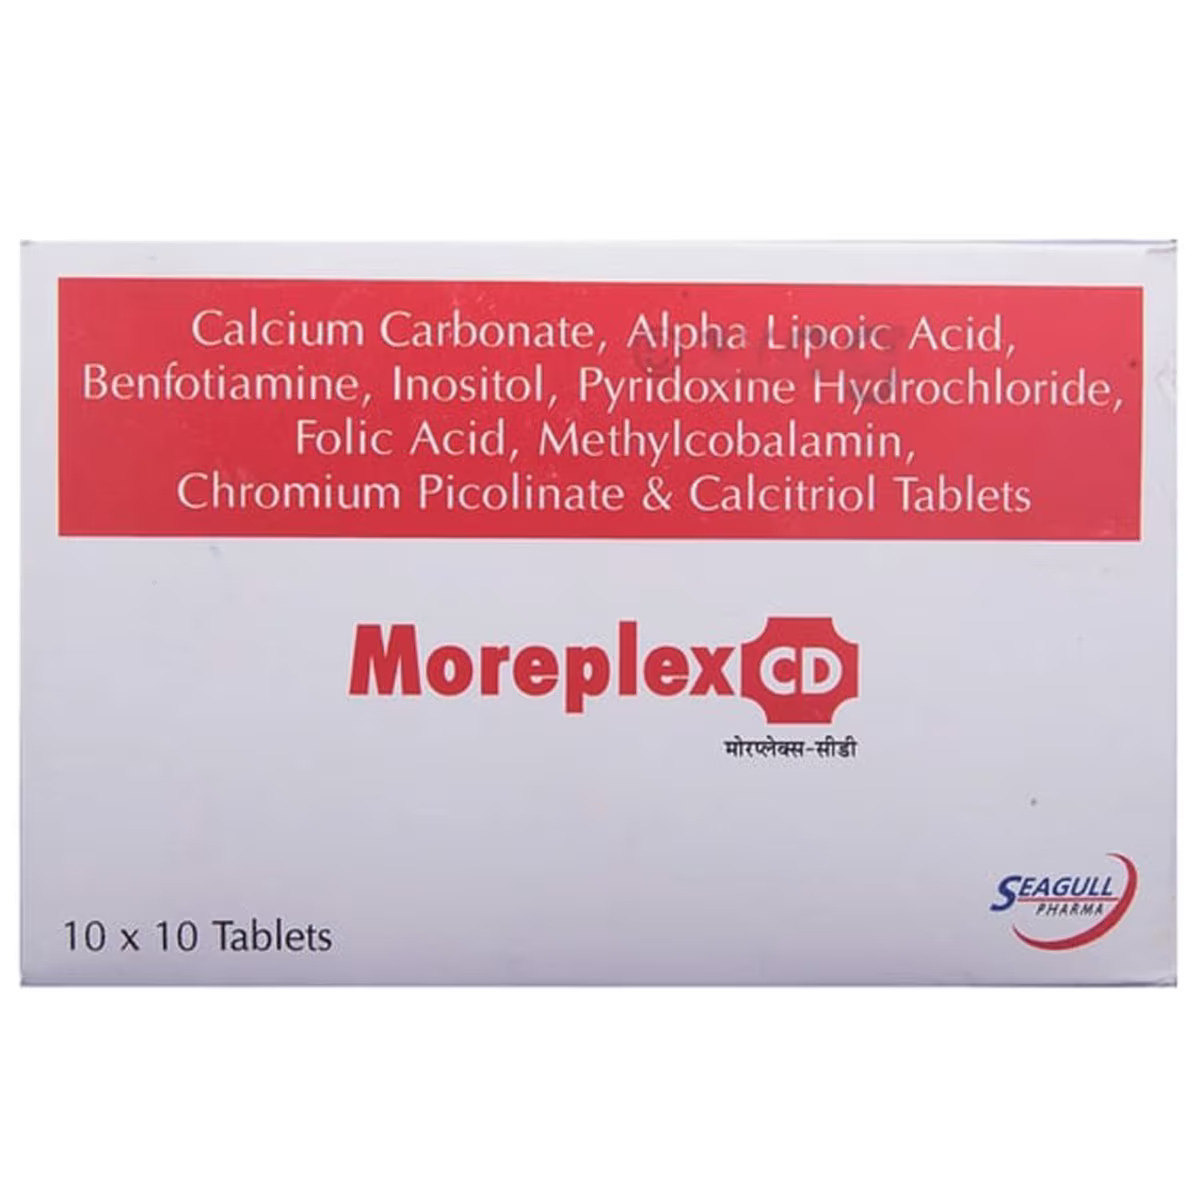 Calcium Carbonate, Alpha Lipoic Acid,
Benfotiamine, Inositol, Pyridoxine Hydrochloride,
Folic Acid, Methylcobalamin,
Chromium Picolinate & Calcitriol Tablets
Moreplex CD
मोरप्लेक्स-सीडी
SEAGULL
PHARMA
10 x 10 Tablets